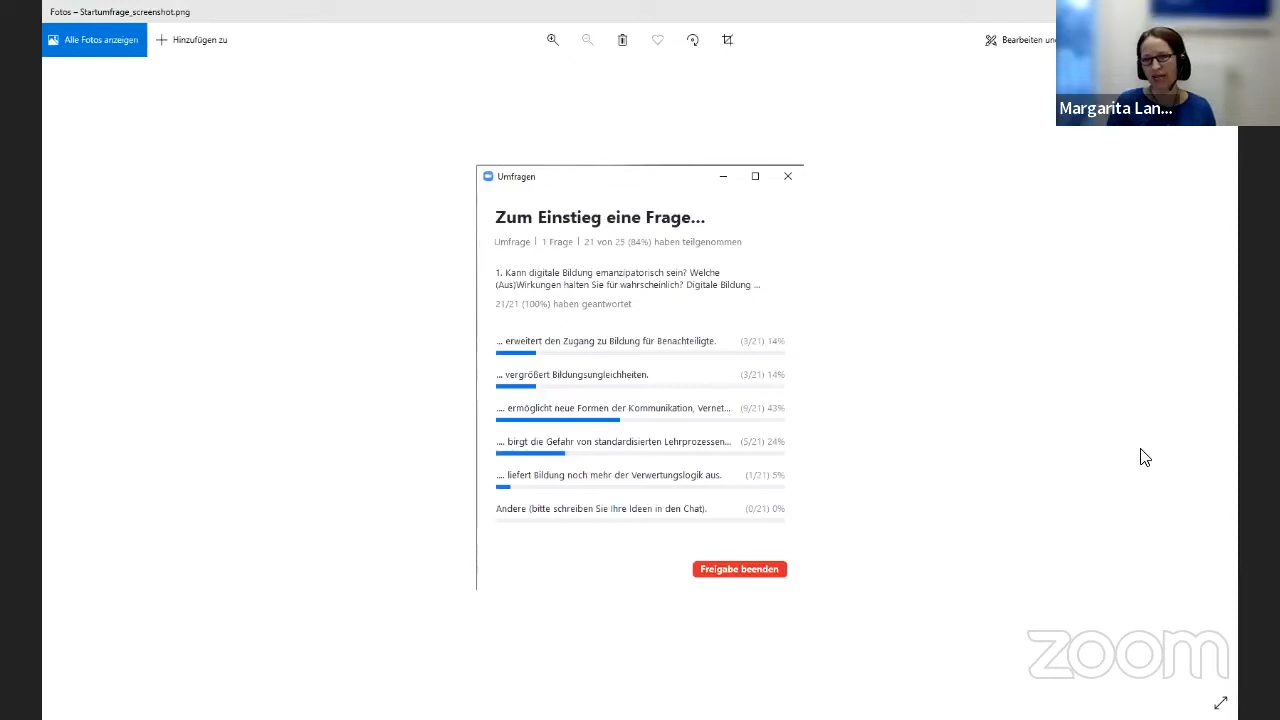 Fotos – Startumfrage_screenshot.png
Alle Fotos anzeigen
Hinzufügen zu
Bearbeiten und
Margarita Lan...
Umfragen
Zum Einstieg eine Frage...
Umfrage | 1 Frage | 21 von 25 (84%) haben teilgenommen
1. Kann digitale Bildung emanzipatorisch sein? Welche
(Aus)Wirkungen halten Sie für wahrscheinlich? Digitale Bildung ...
21/21 (100%) haben geantwortet
... erweitert den Zugang zu Bildung für Benachteiligte. (3/21) 14%
... vergrößert Bildungsungleichheiten. (3/21) 14%
.... ermöglicht neue Formen der Kommunikation, Vernet... (9/21) 43%
.... birgt die Gefahr von standardisierten Lehrprozessen... (5/21) 24%
.... liefert Bildung noch mehr der Verwertungslogik aus. (1/21) 5%
Andere (bitte schreiben Sie Ihre Ideen in den Chat). (0/21) 0%
Freigabe beenden
zoom